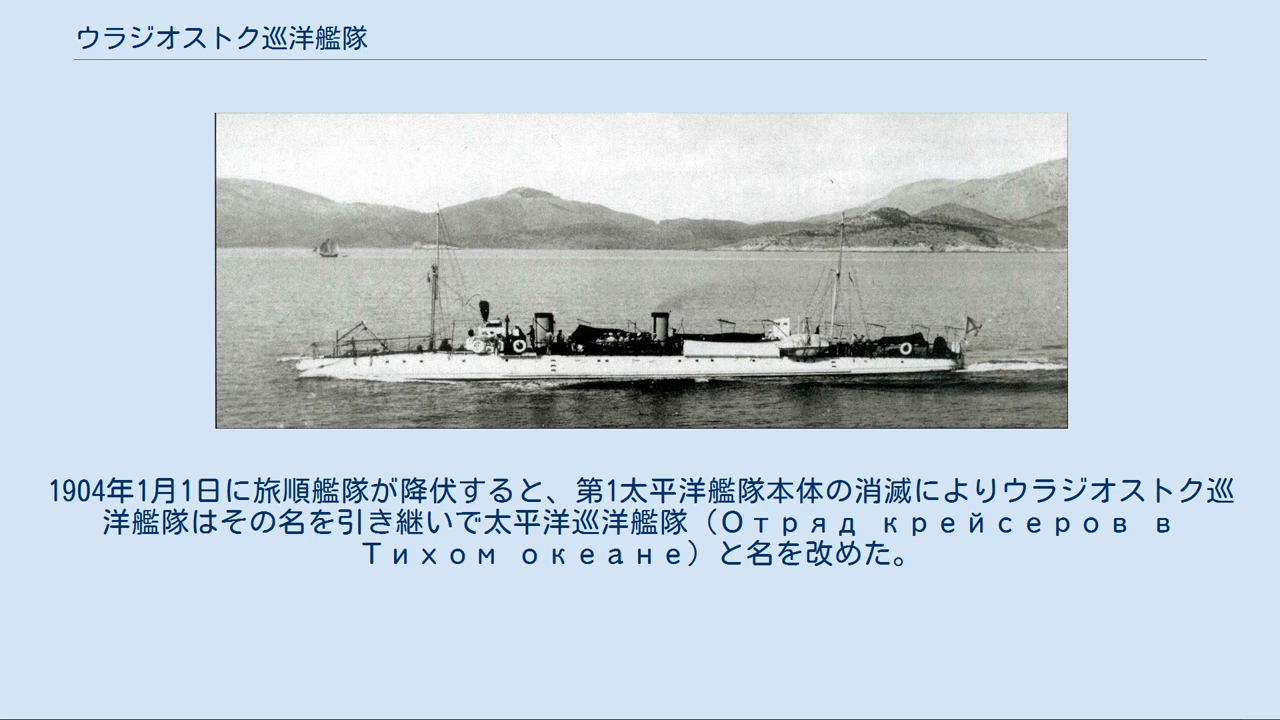 ウラジオストク巡洋艦隊
1904年1月1日に旅順艦隊が降伏すると、第1太平洋艦隊本体の消滅によりウラジオストク巡
洋艦隊はその名を引き継いで太平洋巡洋艦隊（Отряд крейсеров в
Тихом океане）と名を改めた。